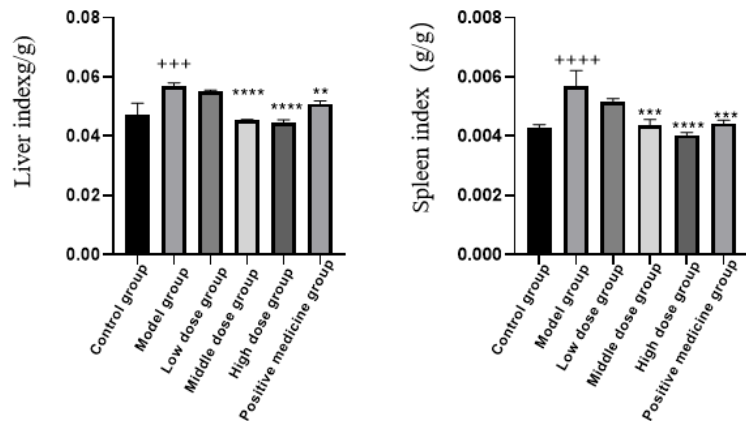 Liver indexg/g
0.08
0.06
0.04
0.02
0.00
+++
****
****
**
Control group
Model group
Low dose group
Middle dose group
High dose group
Positive medicine group
Spleen index (g/g)
0.008
0.006
0.004
0.002
0.000
++++
***
****
***
Control group
Model group
Low dose group
Middle dose group
High dose group
Positive medicine group